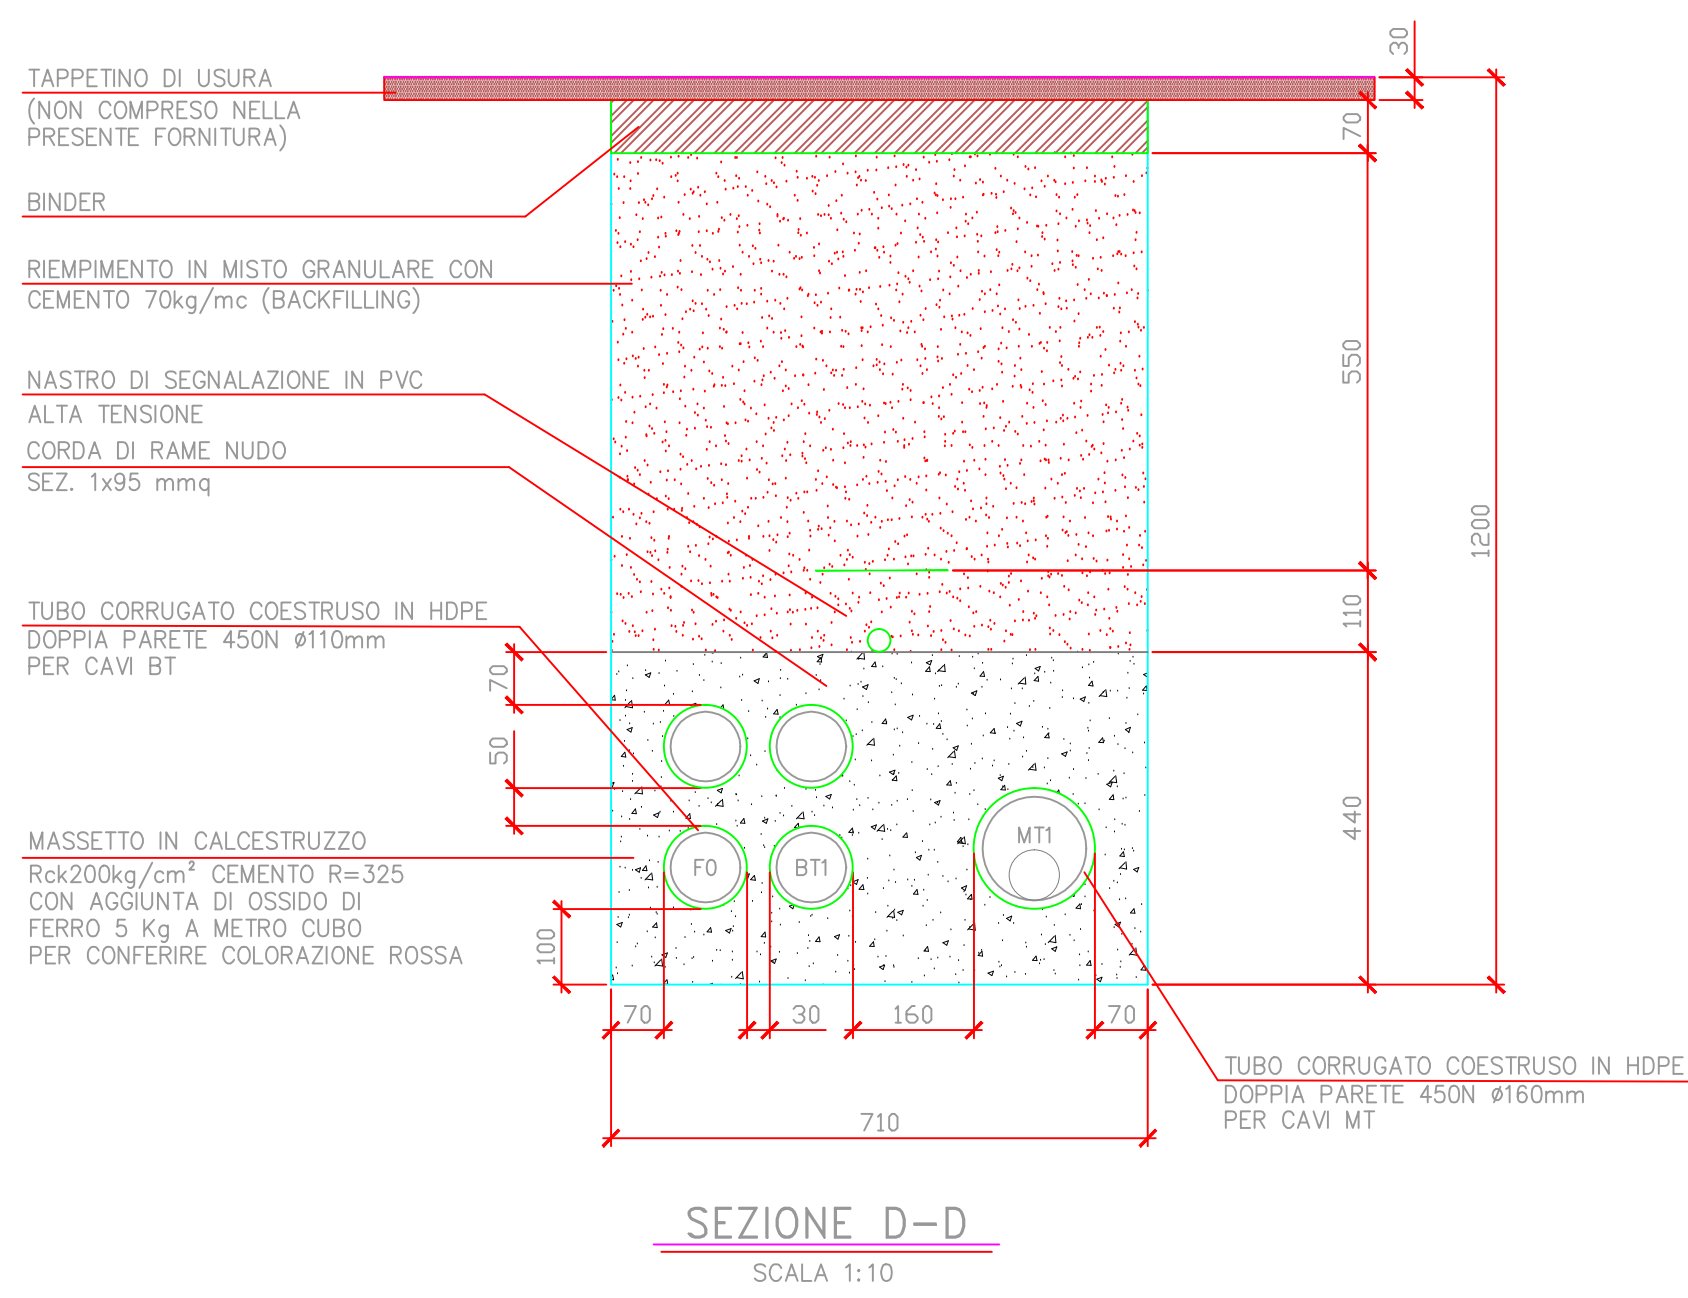 30
TAPPETINO DI USURA
(NON COMPRESO NELLA
PRESENTE FORNITURA)
70
BINDER
RIEMPIMENTO IN MISTO GRANULARE CON
CEMENTO 70kg/mc (BACKFILLING)
550
NASTRO DI SEGNALAZIONE IN PVC
ALTA TENSIONE
CORDA DI RAME NUDO
SEZ. 1x95 mmq
1200
110
TUBO CORRUGATO COESTRUSO IN HDPE
DOPPIA PARETE 450N ø110mm
PER CAVI BT
70
50
440
MT1
F0
BT1
MASSETTO IN CALCESTRUZZO
Rck200kg/cm² CEMENTO R=325
CON AGGIUNTA DI OSSIDO DI
FERRO 5 Kg A METRO CUBO
PER CONFERIRE COLORAZIONE ROSSA
100
70
30
160
70
TUBO CORRUGATO COESTRUSO IN HDPE
DOPPIA PARETE 450N ø160mm
PER CAVI MT
710
SEZIONE D-D
SCALA 1:10